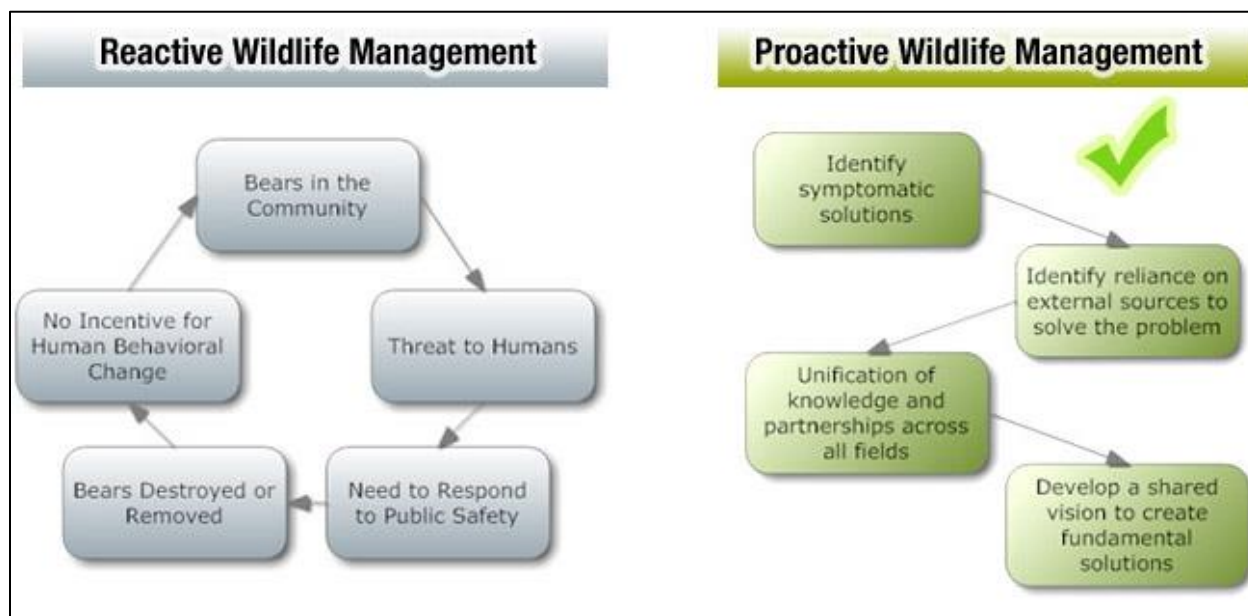 Reactive Wildlife Management
Bears in the
Community
Threat to Humans
Need to Respond
to Public Safety
Bears Destroyed or
Removed
No Incentive for
Human Behavioral
Change
Proactive Wildlife Management
Identify
symptomatic
solutions
Identify reliance on
external sources to
solve the problem
Unification of
knowledge and
partnerships across
all fields
Develop a shared
vision to create
fundamental
solutions